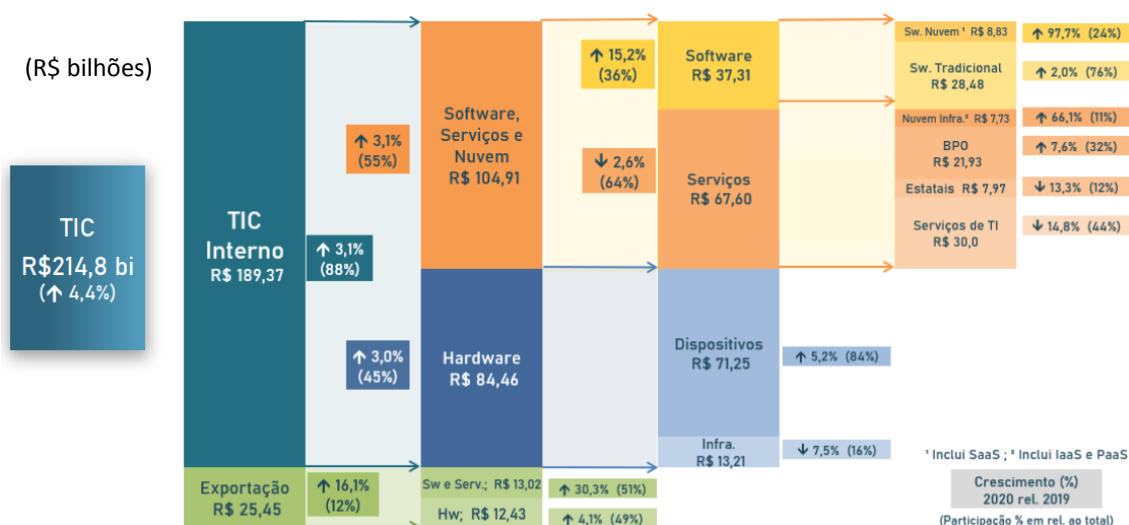 (R$ bilhões)
TIC
R$214,8 bi
(↑ 4,4%)
TIC
Interno
R$ 189,37
↑ 3,1%
(88%)
Exportação
R$ 25,45
↑ 16,1%
(12%)
↑ 3,1%
(55%)
↑ 3,0%
(45%)
Software,
Serviços e
Nuvem
R$ 104,91
Hardware
R$ 84,46
Sw e Serv.; R$ 13,02
↑ 30,3% (51%)
Hw; R$ 12,43
↑ 4,1% (49%)
↑ 15,2%
(36%)
↓ 2,6%
(64%)
Software
R$ 37,31
Serviços
R$ 67,60
Dispositivos
R$ 71,25
↑ 5,2% (84%)
Infra.
R$ 13,21
↓ 7,5% (16%)
Sw. Nuvem ¹ R$ 8,83
↑ 97,7% (24%)
Sw. Tradicional
R$ 28,48
↑ 2,0% (76%)
Nuvem Infra.² R$ 7,73
↑ 66,1% (11%)
BPO
R$ 21,93
↑ 7,6% (32%)
Estatais R$ 7,97
↓ 13,3% (12%)
Serviços de TI
R$ 30,0
↓ 14,8% (44%)
¹ Inclui SaaS ; ² Inclui IaaS e PaaS
Crescimento (%)
2020 rel. 2019
(Participação % em rel. ao total)